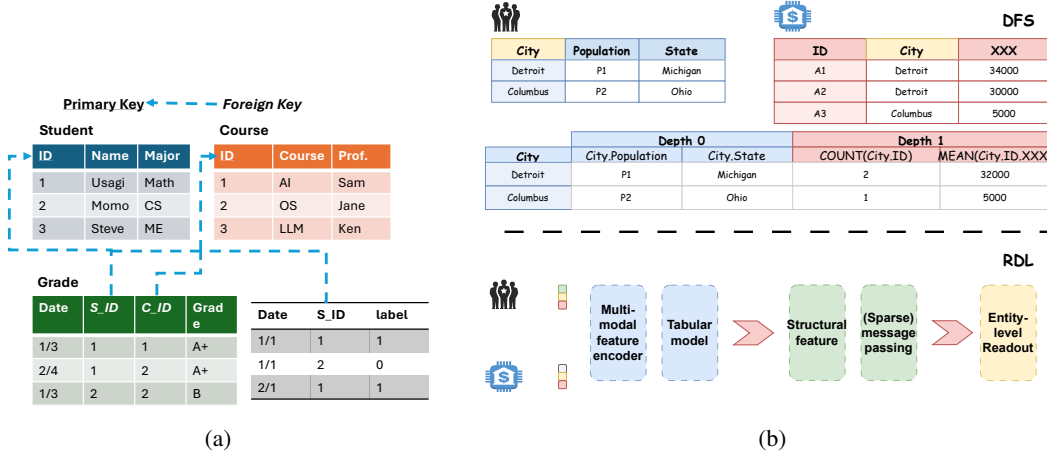 Primary Key Foreign Key
Student
ID Name Major
1 Usagi Math
2 Momo CS
3 Steve ME
Course
ID Course Prof.
1 AI Sam
2 OS Jane
3 LLM Ken
Grade
Date S_ID C_ID Grad
e
1/3 1 1 A+
2/4 1 2 A+
1/3 2 2 B
Date S_ID label
1/1 1 1
1/1 2 0
2/1 1 1
(a)
DFS
City Population State
Detroit P1 Michigan
Columbus P2 Ohio
ID City XXX
A1 Detroit 34000
A2 Detroit 30000
A3 Columbus 5000
Depth 0 Depth 1
City City.Population City.State COUNT(City.ID) MEAN(City.ID.XXX
Detroit P1 Michigan 2 32000
Columbus P2 Ohio 1 5000
RDL
Multi-
modal
feature
encoder
Tabular
model
Structural
feature
(Sparse)
message
passing
Entity-
level
Readout
(b)